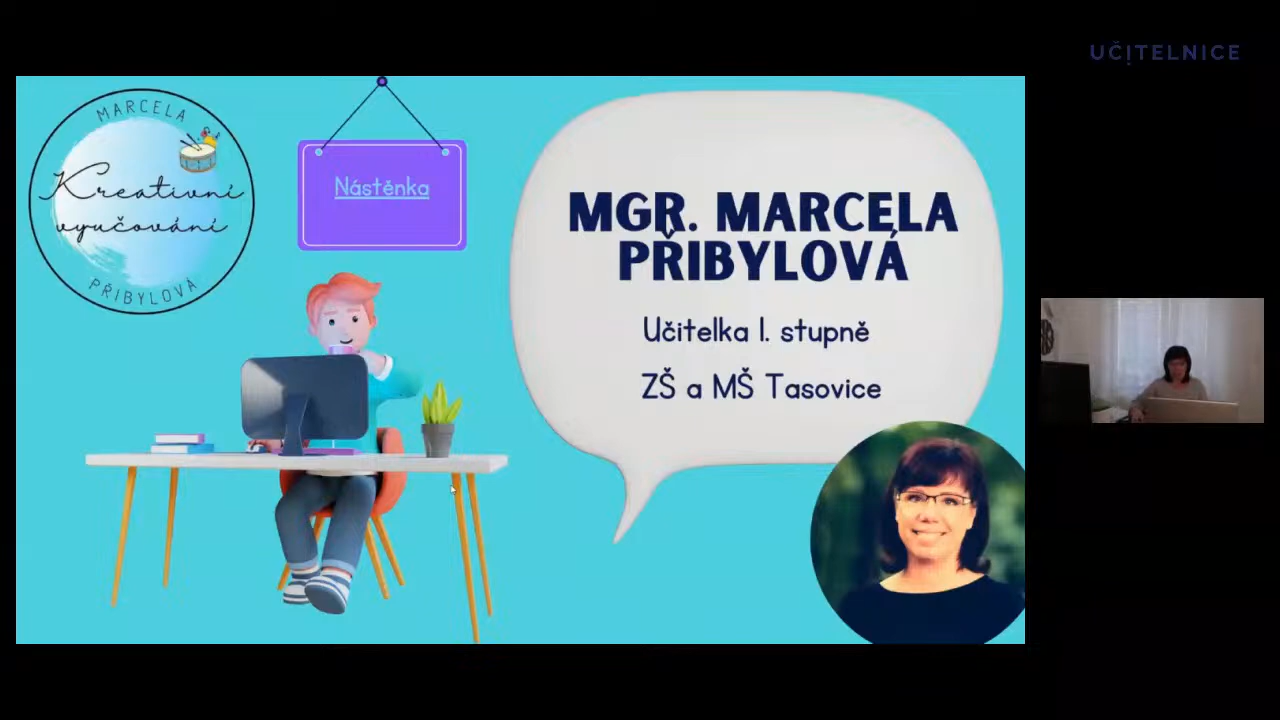 UČITELNICE
MARCELA
Kreativní
vyučování
PŘIBYLOVÁ
Nástěnka
MGR. MARCELA
PŘIBYLOVÁ
Učitelka I. stupně
ZŠ a MŠ Tasovice